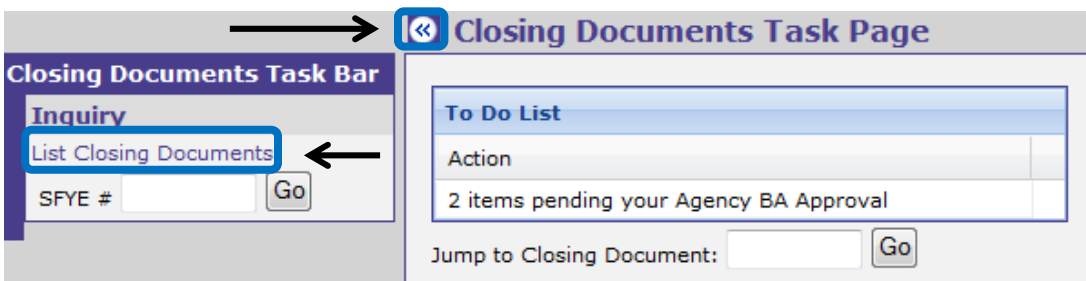 « Closing Documents Task Page
Closing Documents Task Bar
Inquiry
List Closing Documents
SFYE # Go
To Do List
Action
2 items pending your Agency BA Approval
Jump to Closing Document: Go